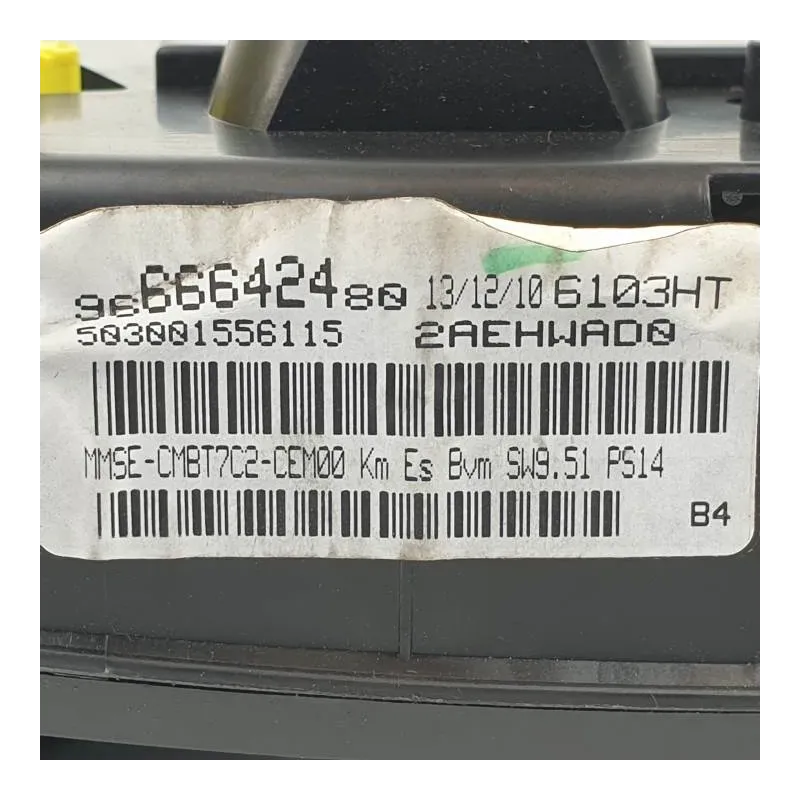 9666642480 13/12/10 6103HT
503001556115 2AEHWAD0
MMSE-CMBT7C2-CEM00 Km Es Bvm SW9.51 PS14
B4